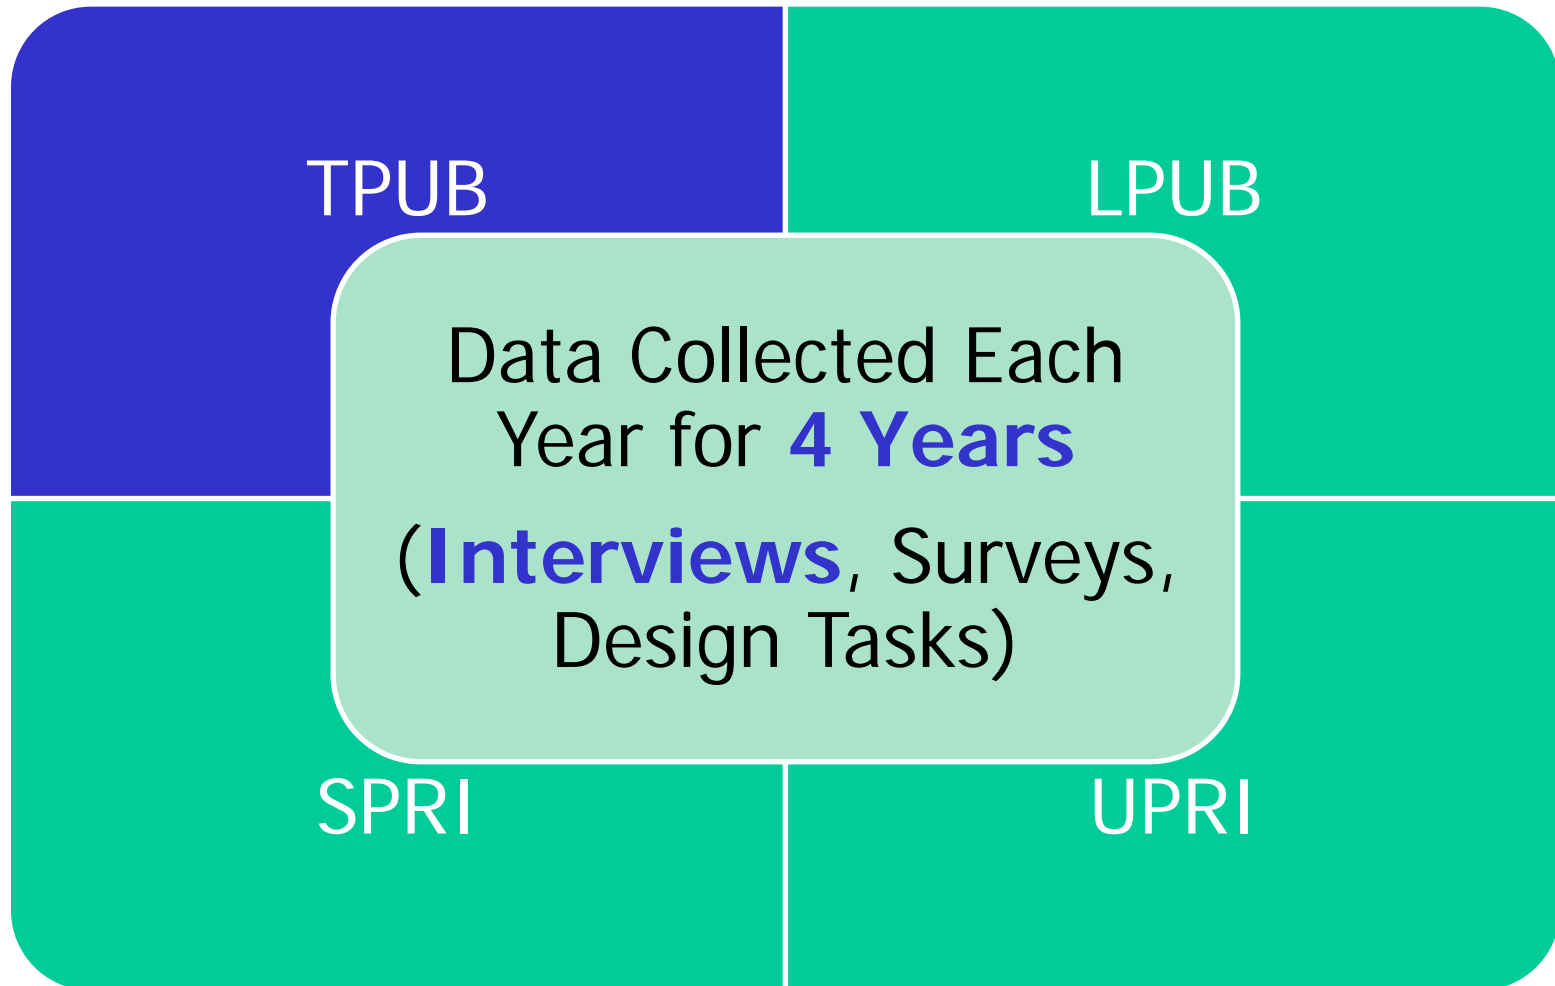 TPUB
LPUB
Data Collected Each
Year for 4 Years
(Interviews, Surveys,
Design Tasks)
SPRI
UPRI